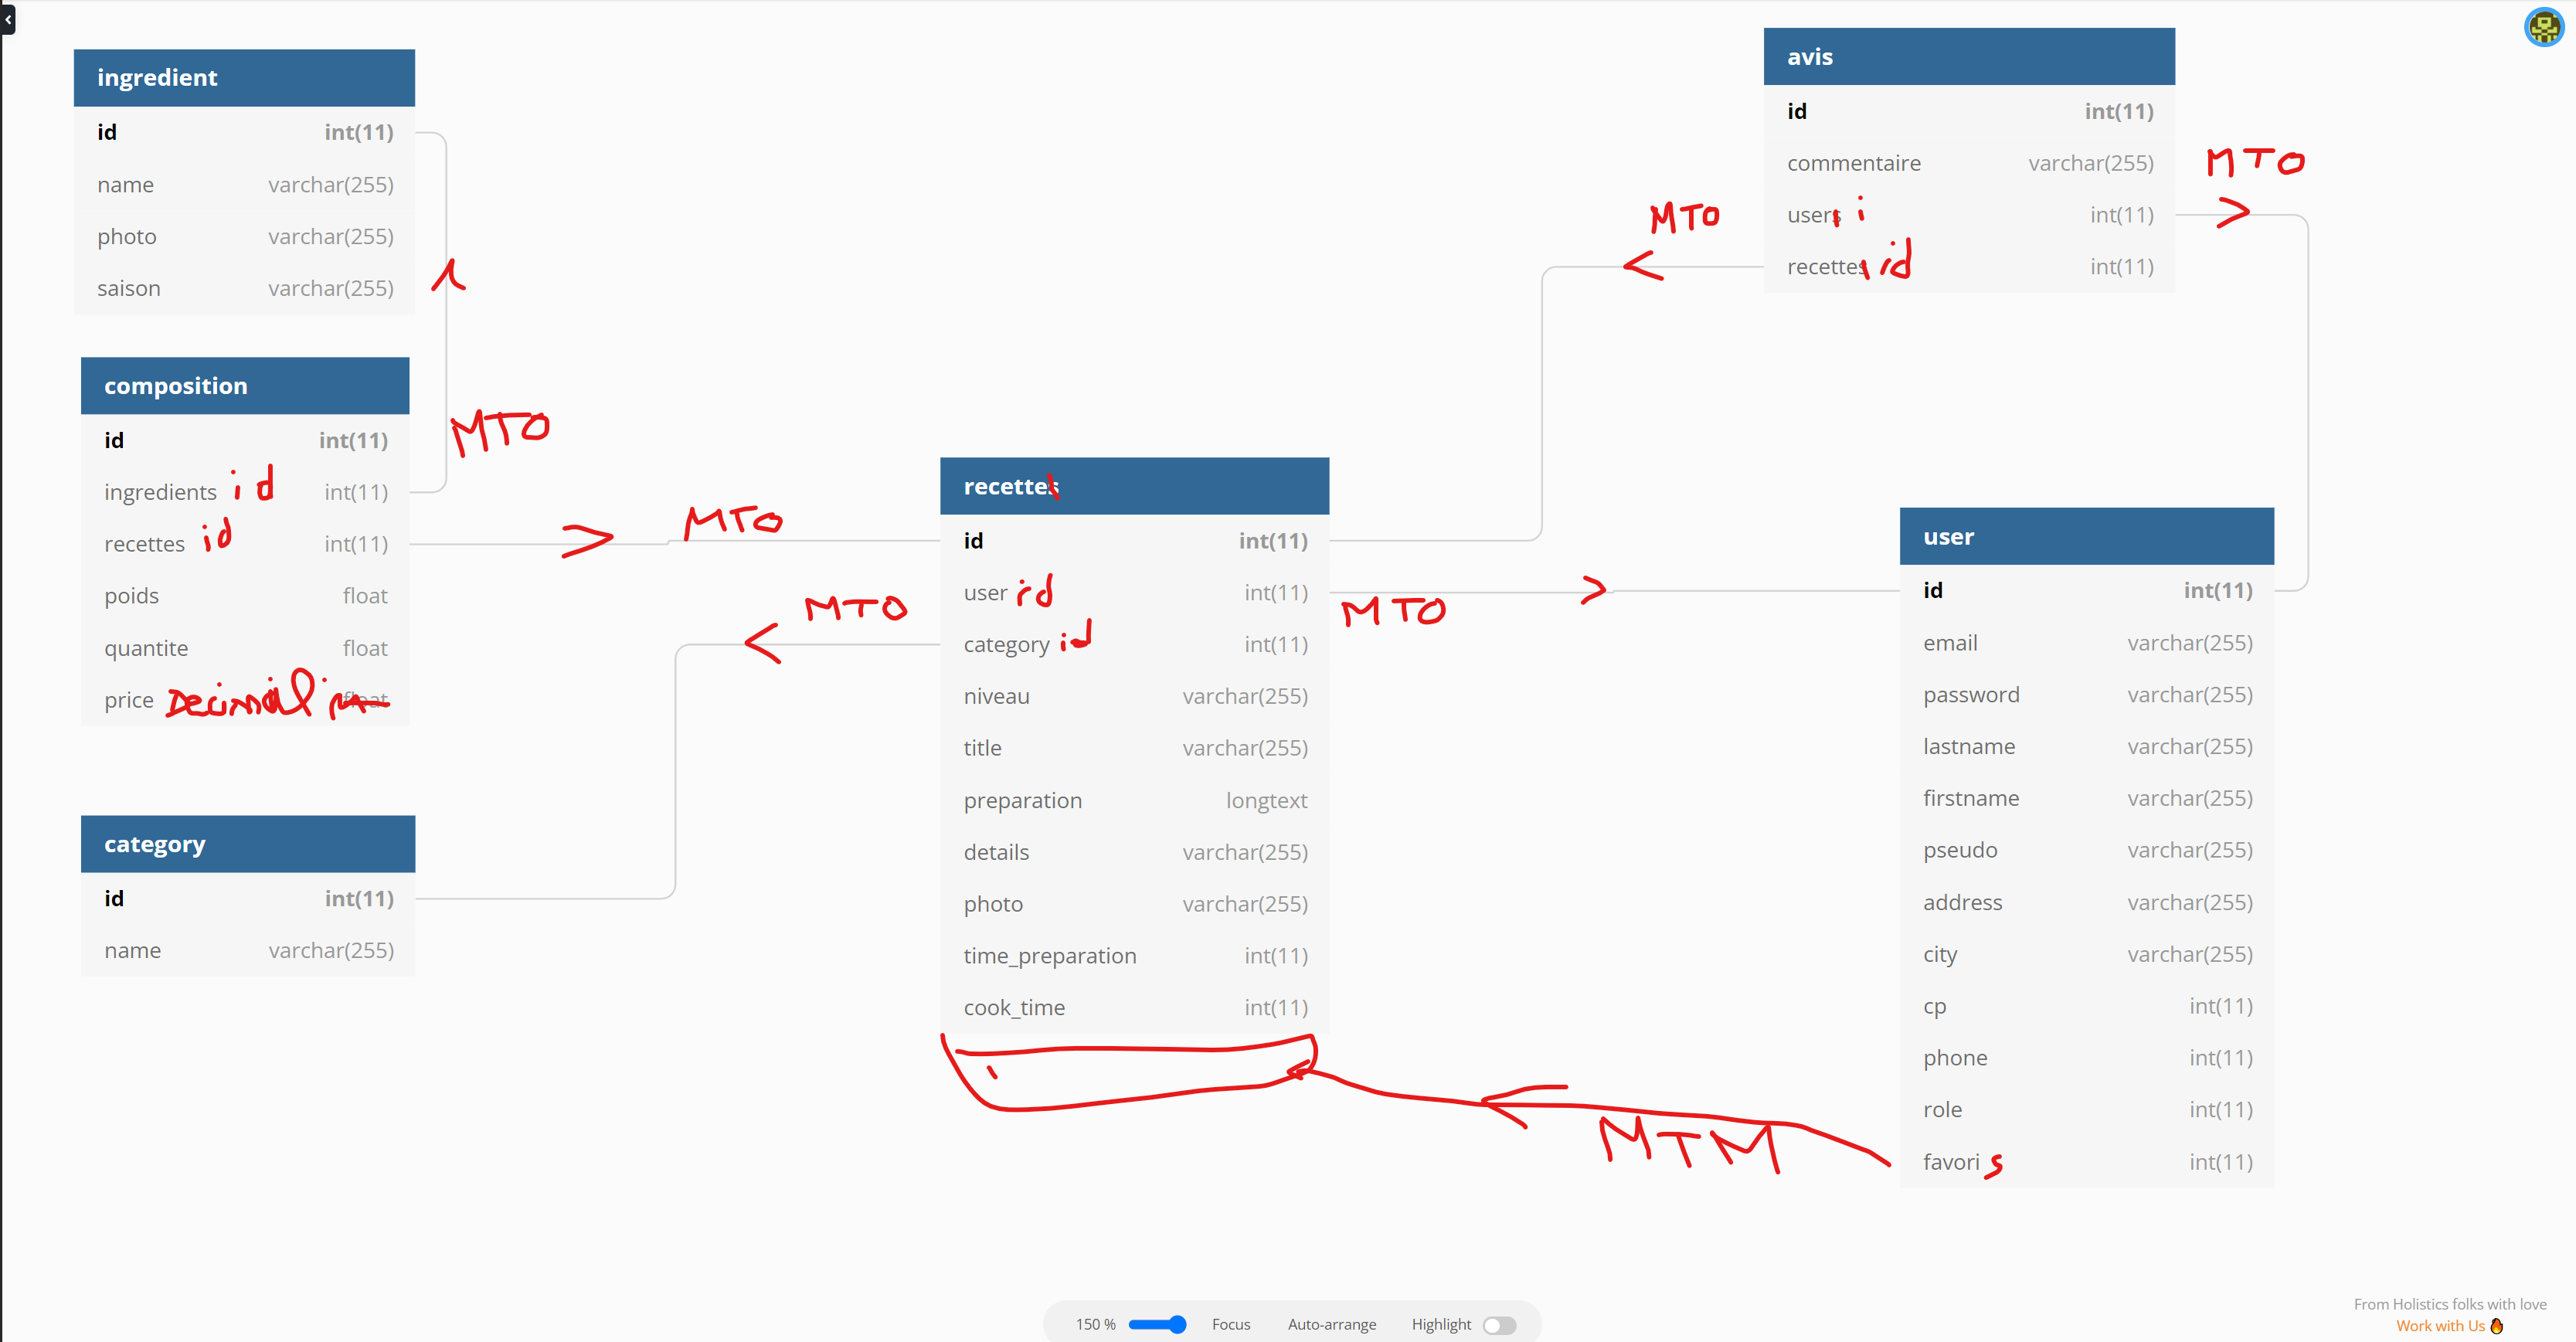 ingredient
id int(11)
name varchar(255)
photo varchar(255)
saison varchar(255)
composition
id int(11)
MTO
ingredients id int(11)
recettes id int(11)
poids float
quantite float
price Decimal float
category
id int(11)
name varchar(255)
MTO
MTO
recettes
id int(11)
user id int(11)
category id int(11)
niveau varchar(255)
title varchar(255)
preparation longtext
details varchar(255)
photo varchar(255)
time_preparation int(11)
cook_time int(11)
MTO
MTO
avis
id int(11)
commentaire varchar(255)
users i int(11)
recettes id int(11)
MTO
user
id int(11)
email varchar(255)
password varchar(255)
lastname varchar(255)
firstname varchar(255)
pseudo varchar(255)
address varchar(255)
city varchar(255)
cp int(11)
phone int(11)
role int(11)
favori s int(11)
MTM
150 % Focus Auto-arrange Highlight
From Holistics folks with love
Work with Us